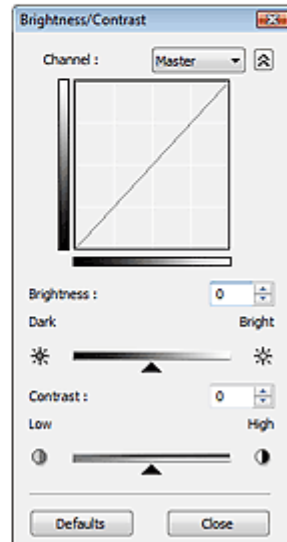 Brightness/Contrast
Channel : Master
Brightness : 0
Dark Bright
Contrast : 0
Low High
Defaults Close